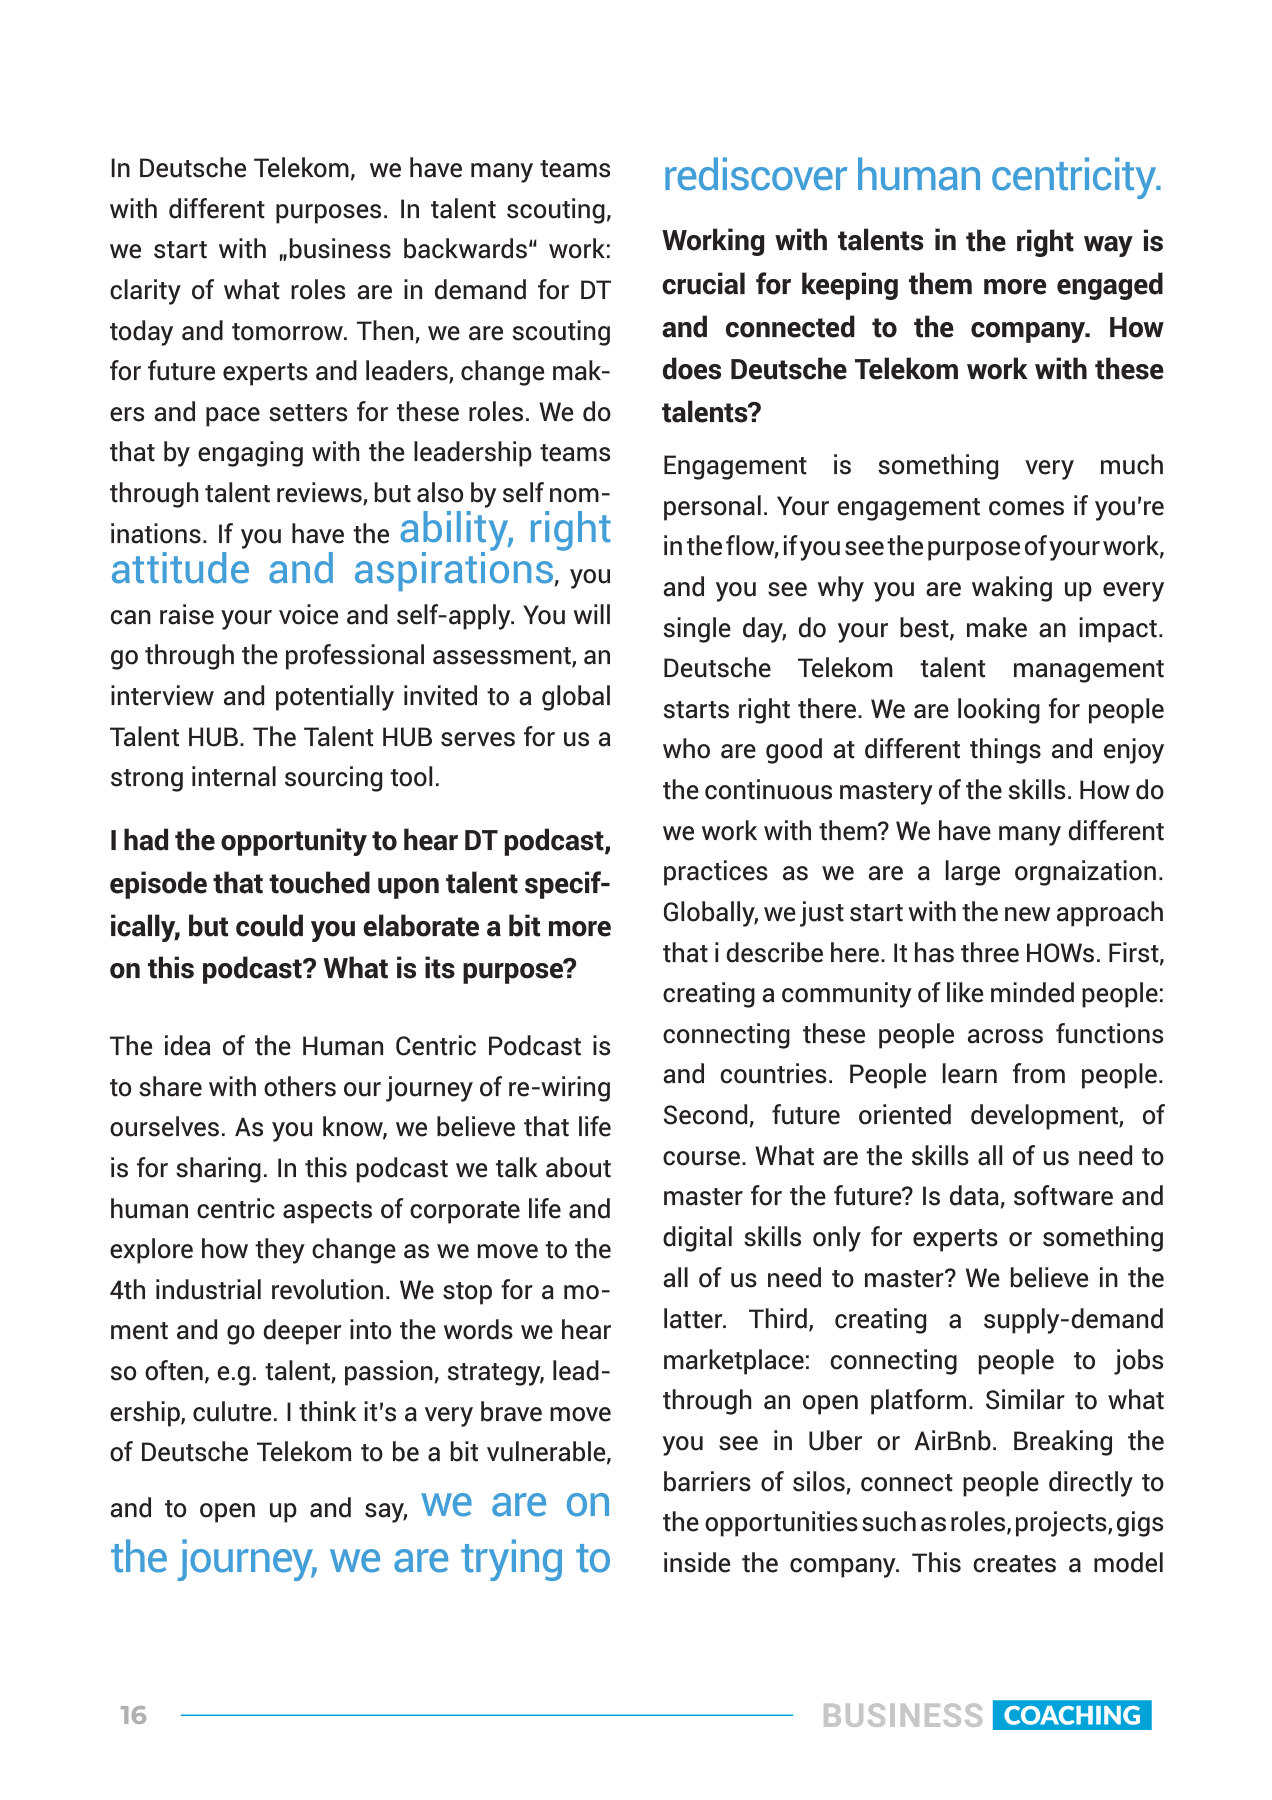 In Deutsche Telekom,  we have many teams
with different purposes. In talent scouting,
we start with „business backwards“ work:
clarity of what roles are in demand for DT
today and tomorrow. Then, we are scouting
for future experts and leaders, change mak-
ers and pace setters for these roles. We do
that by engaging with the leadership teams
through talent reviews, but also by self nom-
inations. If you have the ability, right
attitude and aspirations, you
can raise your voice and self-apply. You will
go through the professional assessment, an
interview and potentially invited to a global
Talent HUB. The Talent HUB serves for us a
strong internal sourcing tool.
I had the opportunity to hear DT podcast,
episode that touched upon talent specif-
ically, but could you elaborate a bit more
on this podcast? What is its purpose?
The idea of the Human Centric Podcast is
to share with others our journey of re-wiring
ourselves. As you know, we believe that life
is for sharing. In this podcast we talk about
human centric aspects of corporate life and
explore how they change as we move to the
4th industrial revolution. We stop for a mo-
ment and go deeper into the words we hear
so often, e.g. talent, passion, strategy, lead-
ership, culutre. I think it's a very brave move
of Deutsche Telekom to be a bit vulnerable,
and to open up and say, we are on
the journey, we are trying to
rediscover human centricity.
Working with talents in the right way is
crucial for keeping them more engaged
and connected to the company. How
does Deutsche Telekom work with these
talents?
Engagement is something very much
personal. Your engagement comes if you're
in the flow, if you see the purpose of your work,
and you see why you are waking up every
single day, do your best, make an impact.
Deutsche Telekom talent management
starts right there. We are looking for people
who are good at different things and enjoy
the continuous mastery of the skills. How do
we work with them? We have many different
practices as we are a large orgnaization.
Globally, we just start with the new approach
that i describe here. It has three HOWs. First,
creating a community of like minded people:
connecting these people across functions
and countries. People learn from people.
Second, future oriented development, of
course. What are the skills all of us need to
master for the future? Is data, software and
digital skills only for experts or something
all of us need to master? We believe in the
latter. Third, creating a supply-demand
marketplace: connecting people to jobs
through an open platform. Similar to what
you see in Uber or AirBnb. Breaking the
barriers of silos, connect people directly to
the opportunities such as roles, projects, gigs
inside the company. This creates a model
16
BUSINESS COACHING